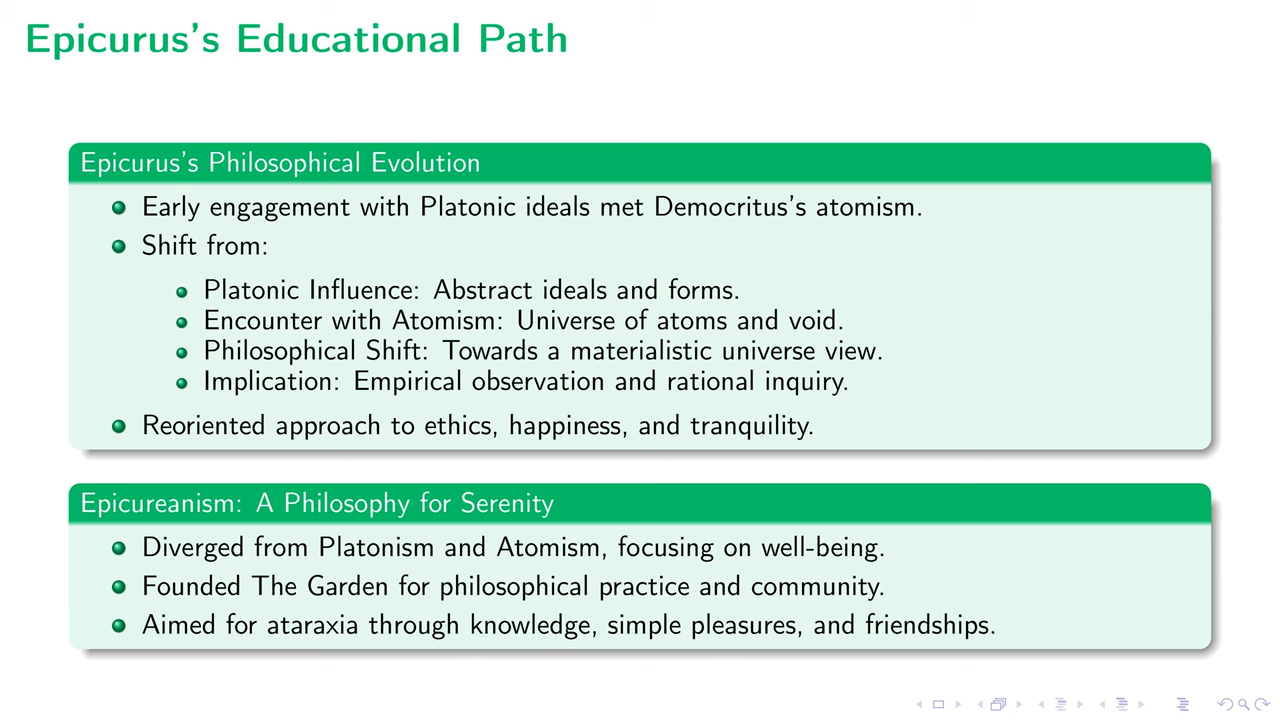 Epicurus's Educational Path
Epicurus's Philosophical Evolution
Early engagement with Platonic ideals met Democritus's atomism.
Shift from:
Platonic Influence: Abstract ideals and forms.
Encounter with Atomism: Universe of atoms and void.
Philosophical Shift: Towards a materialistic universe view.
Implication: Empirical observation and rational inquiry.
Reoriented approach to ethics, happiness, and tranquility.
Epicureanism: A Philosophy for Serenity
Diverged from Platonism and Atomism, focusing on well-being.
Founded The Garden for philosophical practice and community.
Aimed for ataraxia through knowledge, simple pleasures, and friendships.